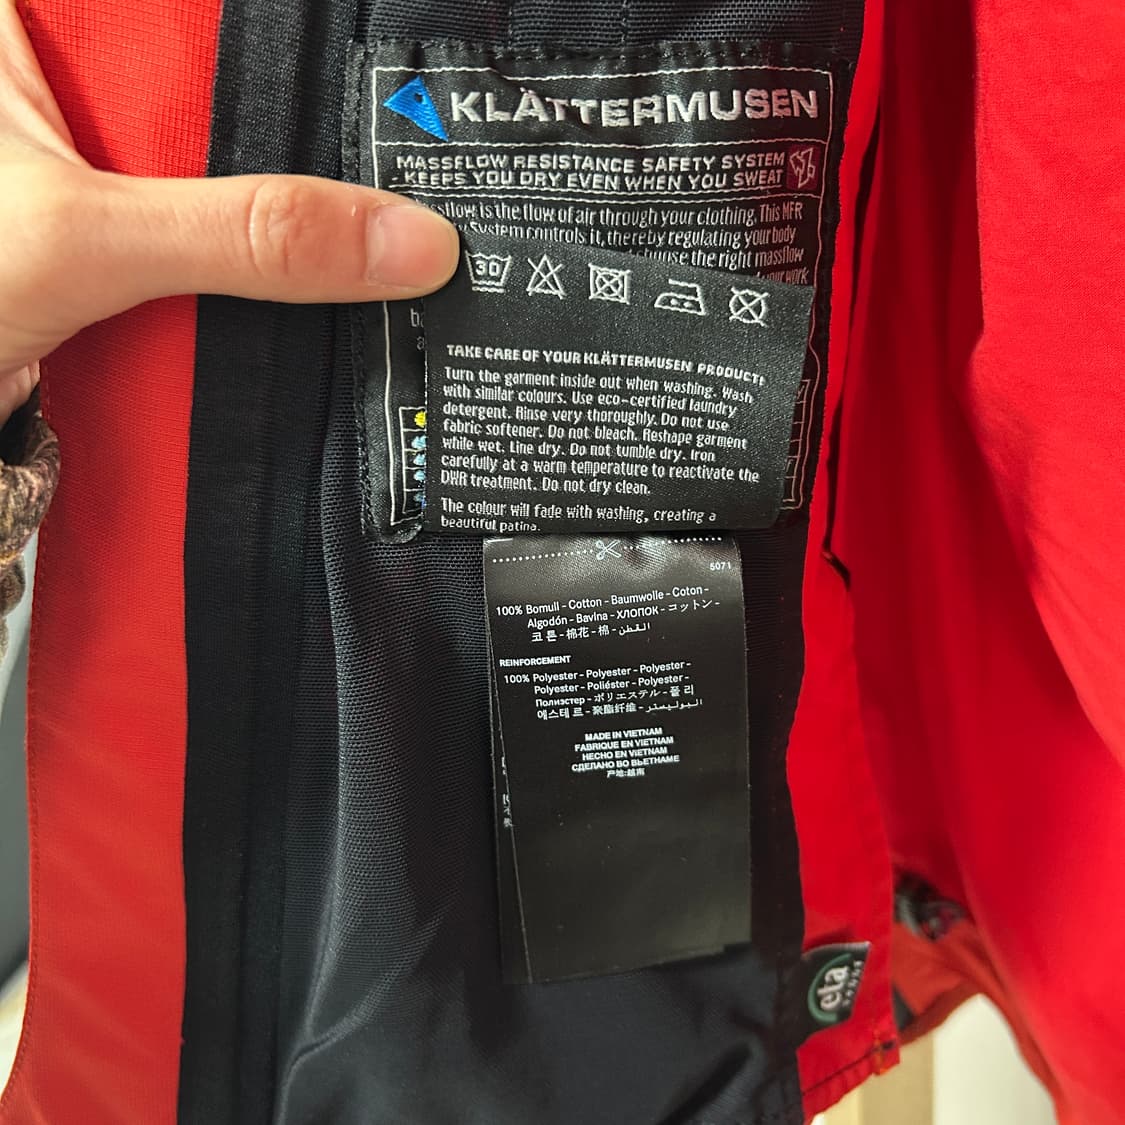 KLÄTTERMUSEN
MASSFLOW RESISTANCE SAFETY SYSTEM
- KEEPS YOU DRY EVEN WHEN YOU SWEAT
is the flow of air through your clothing. This MFR
System controls it, thereby regulating your body
choose the right massflow
your work
30
TAKE CARE OF YOUR KLÄTTERMUSEN PRODUCT!
Turn the garment inside out when washing. Wash
with similar colours. Use eco-certified laundry
detergent. Rinse very thoroughly. Do not use
fabric softener. Do not bleach. Reshape garment
while wet. Line dry. Do not tumble dry. Iron
carefully at a warm temperature to reactivate the
DWR treatment. Do not dry clean.
The colour will fade with washing, creating a
beautiful patina.
5071
100% Bomull - Cotton - Baumwolle - Coton -
Algodón - Bavlna - ХЛОПОК - コットン -
코 튼 - 棉花 - 棉 - القطن
REINFORCEMENT
100% Polyester - Polyester - Polyester -
Polyester - Poliéster - Polyester -
Полиэстер - ポリエステル - 폴 리
에스테 르 - 聚酯纤维 - البوليستر
MADE IN VIETNAM
FABRIQUE EN VIETNAM
HECHO EN VIETNAM
СДЕЛАНО ВО ВЬЕТНАМЕ
产地:越南
eta